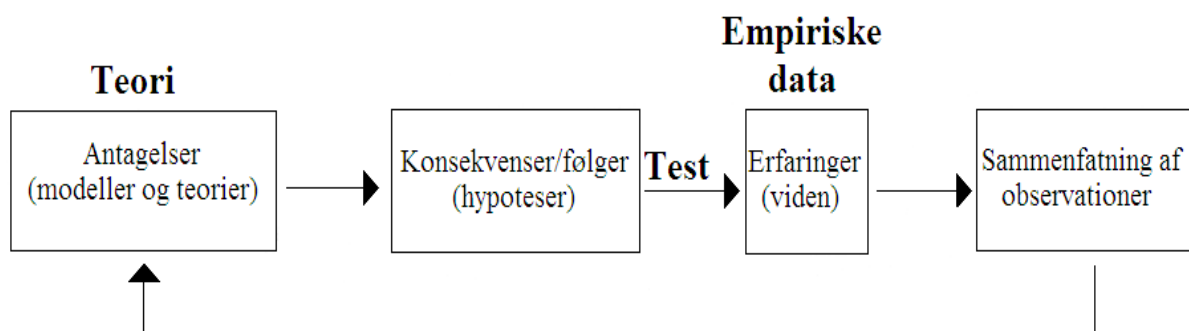 Teori
Antagelser
(modeller og teorier)
Konsekvenser/følger
(hypoteser)
Test
Empiriske
data
Erfaringer
(viden)
Sammenfatning af
observationer